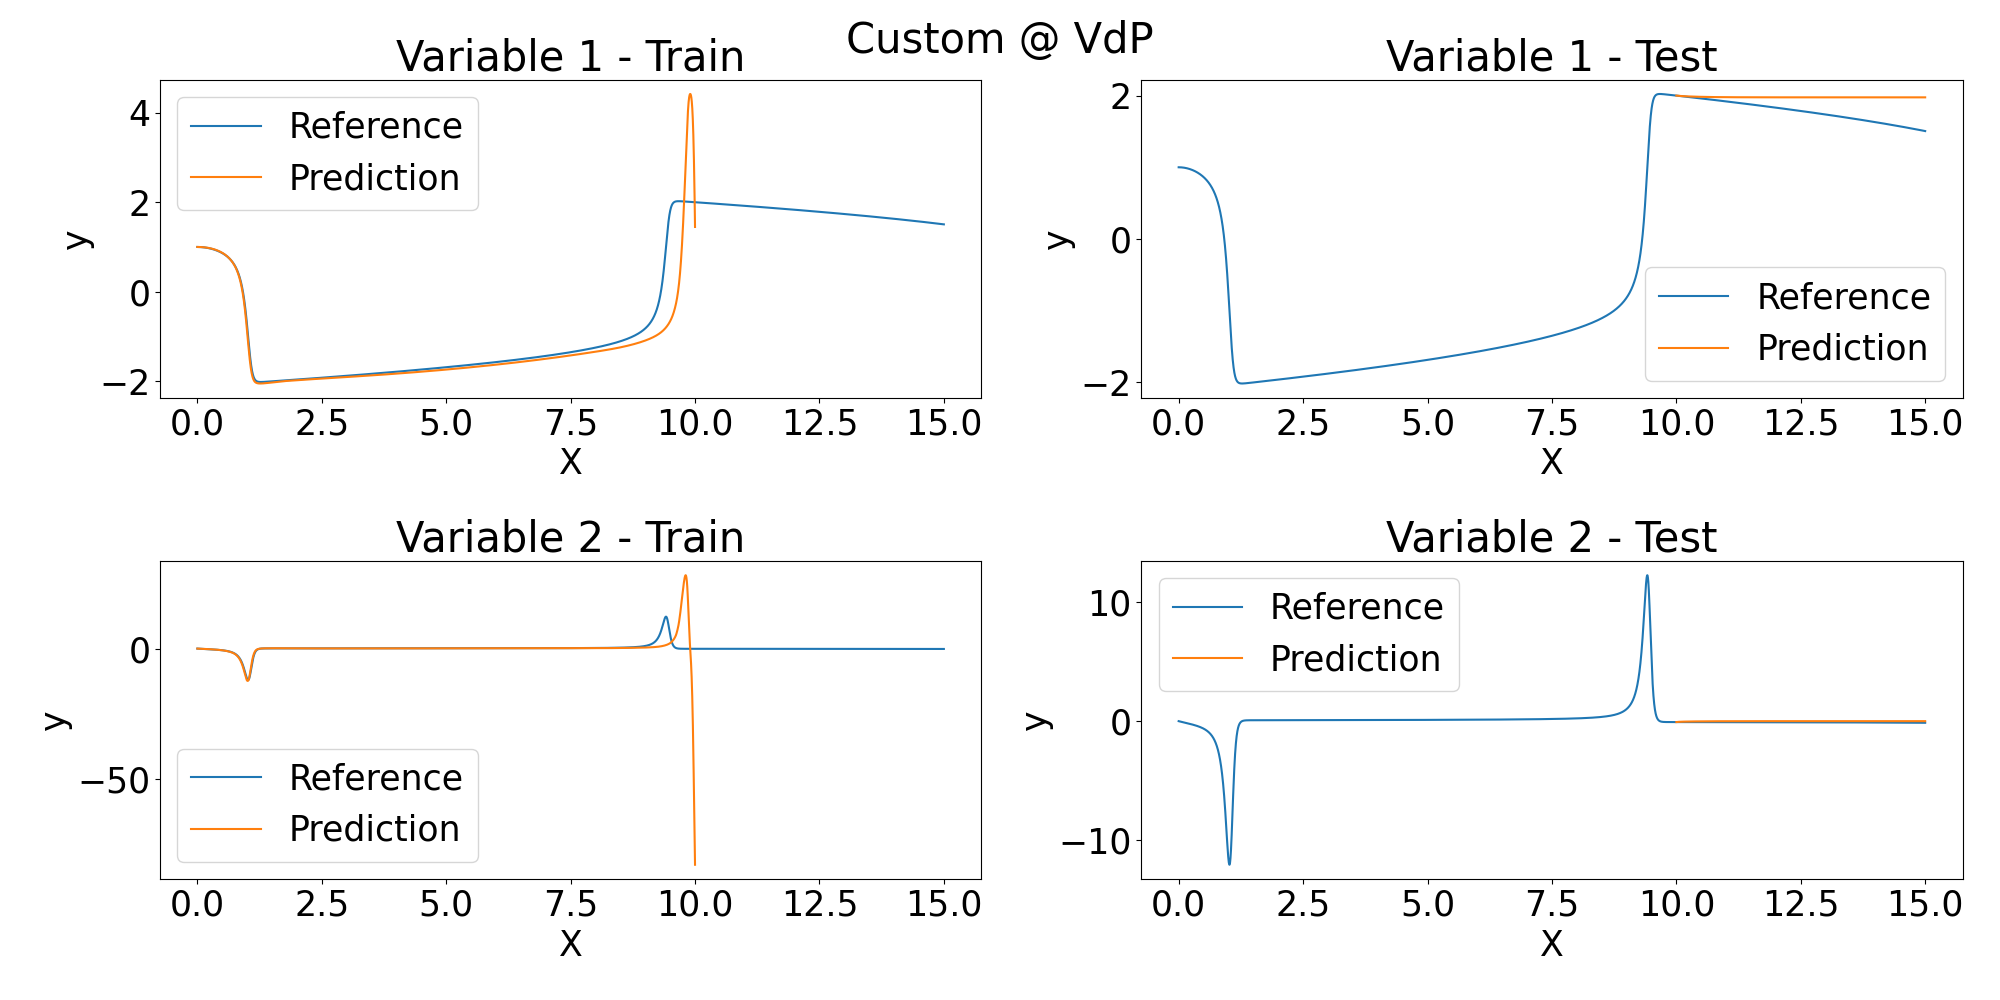 Custom @ VdP
Variable 1 - Train
y
4
2
0
−2
Reference
Prediction
0.0 2.5 5.0 7.5 10.0 12.5 15.0
X
Variable 1 - Test
y
2
0
−2
Reference
Prediction
0.0 2.5 5.0 7.5 10.0 12.5 15.0
X
Variable 2 - Train
y
0
−50
Reference
Prediction
0.0 2.5 5.0 7.5 10.0 12.5 15.0
X
Variable 2 - Test
y
10
0
−10
Reference
Prediction
0.0 2.5 5.0 7.5 10.0 12.5 15.0
X